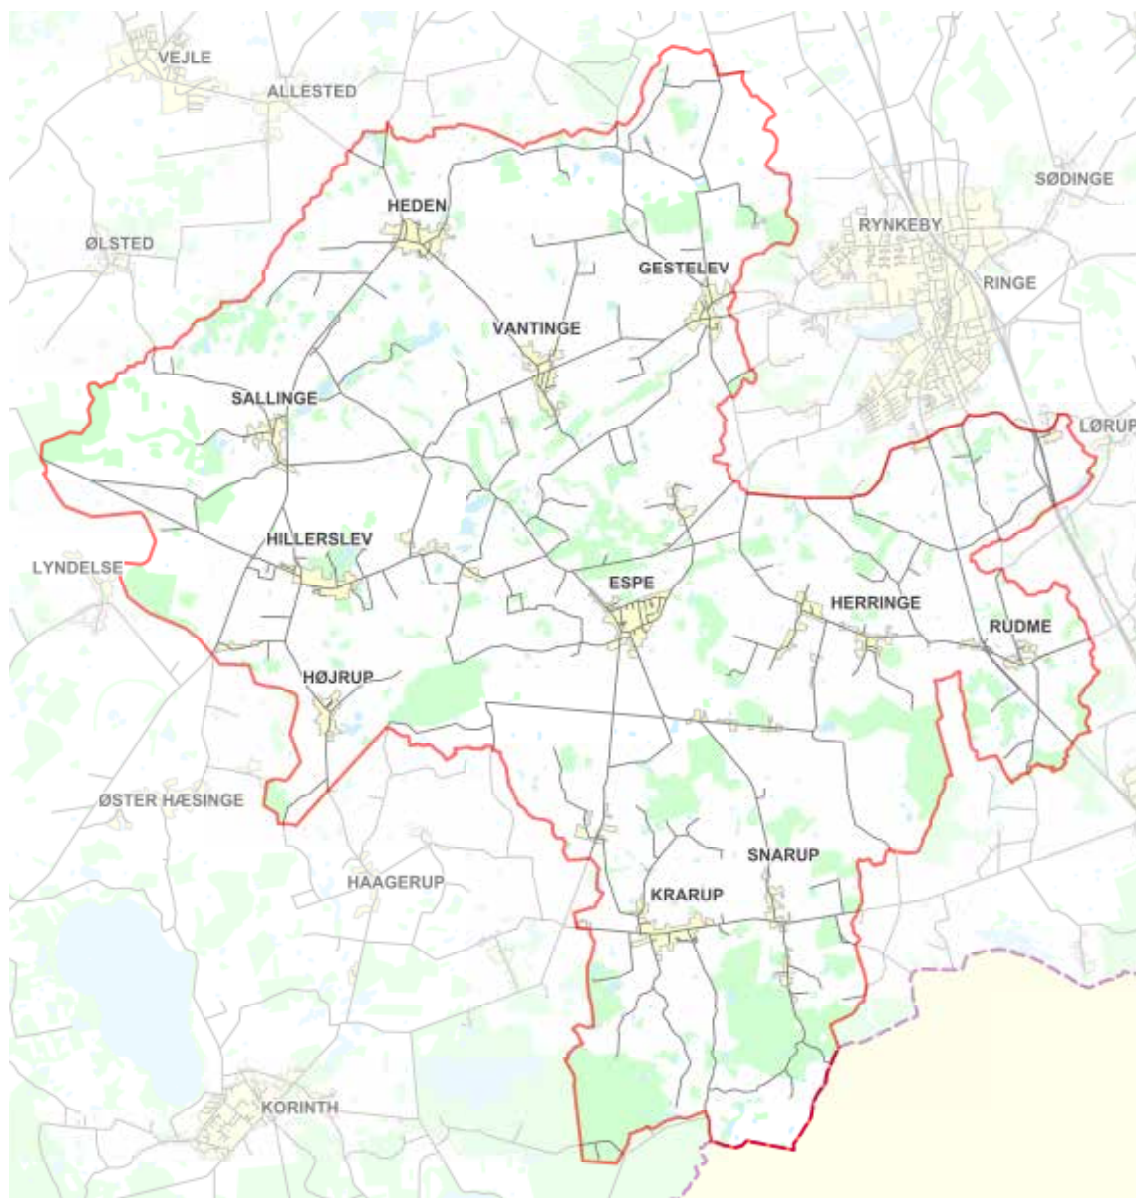 VEJLE
ALLESTED
SØDINGE
HEDEN
RYNKEBY
ØLSTED
GESTELEV
RINGE
VANTINGE
SALLINGE
LØRUP
HILLERSLEV
LYNDELSE
ESPE
HERRINGE
RUDME
HØJRUP
ØSTER HÆSINGE
SNARUP
HAAGERUP
KRARUP
KORINTH